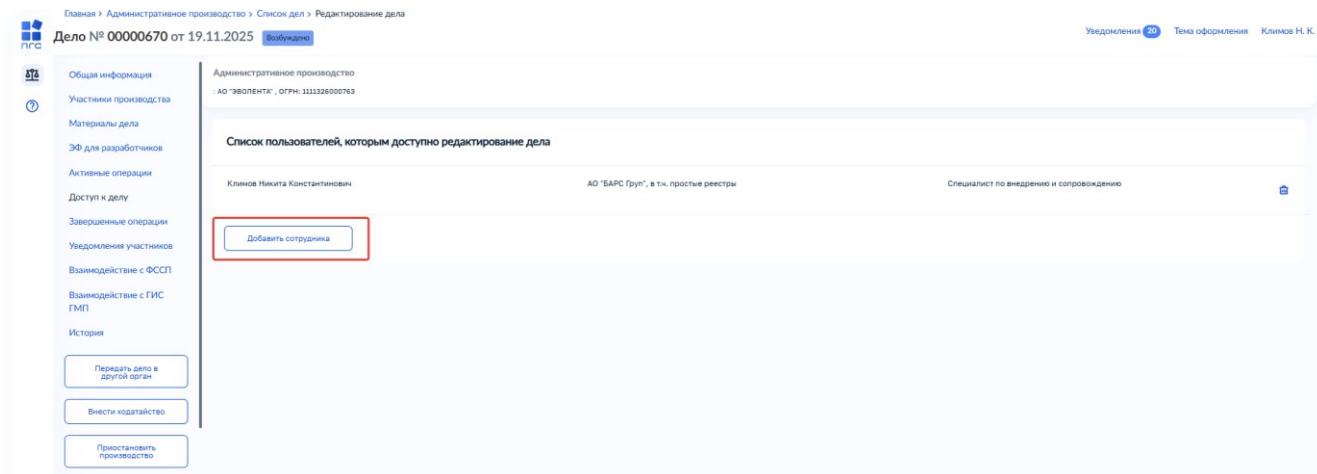 Главная > Административное производство > Список дел > Редактирование дела
пгс
Дело № 00000670 от 19.11.2025 Возбуждено
Уведомления 20 Тема оформления Климов Н. К.
Общая информация
Участники производства
Материалы дела
ЭФ для разработчиков
Активные операции
Доступ к делу
Завершенные операции
Уведомления участников
Взаимодействие с ФССП
Взаимодействие с ГИС
ГМП
История
Передать дело в
другой орган
Внести ходатайство
Приостановить
производство
Административное производство
: АО "ЭВОЛЕНТА" , ОГРН: 1111326000763
Список пользователей, которым доступно редактирование дела
Климов Никита Константинович АО "БАРС Груп", в т.ч. простые реестры Специалист по внедрению и сопровождению
Добавить сотрудника